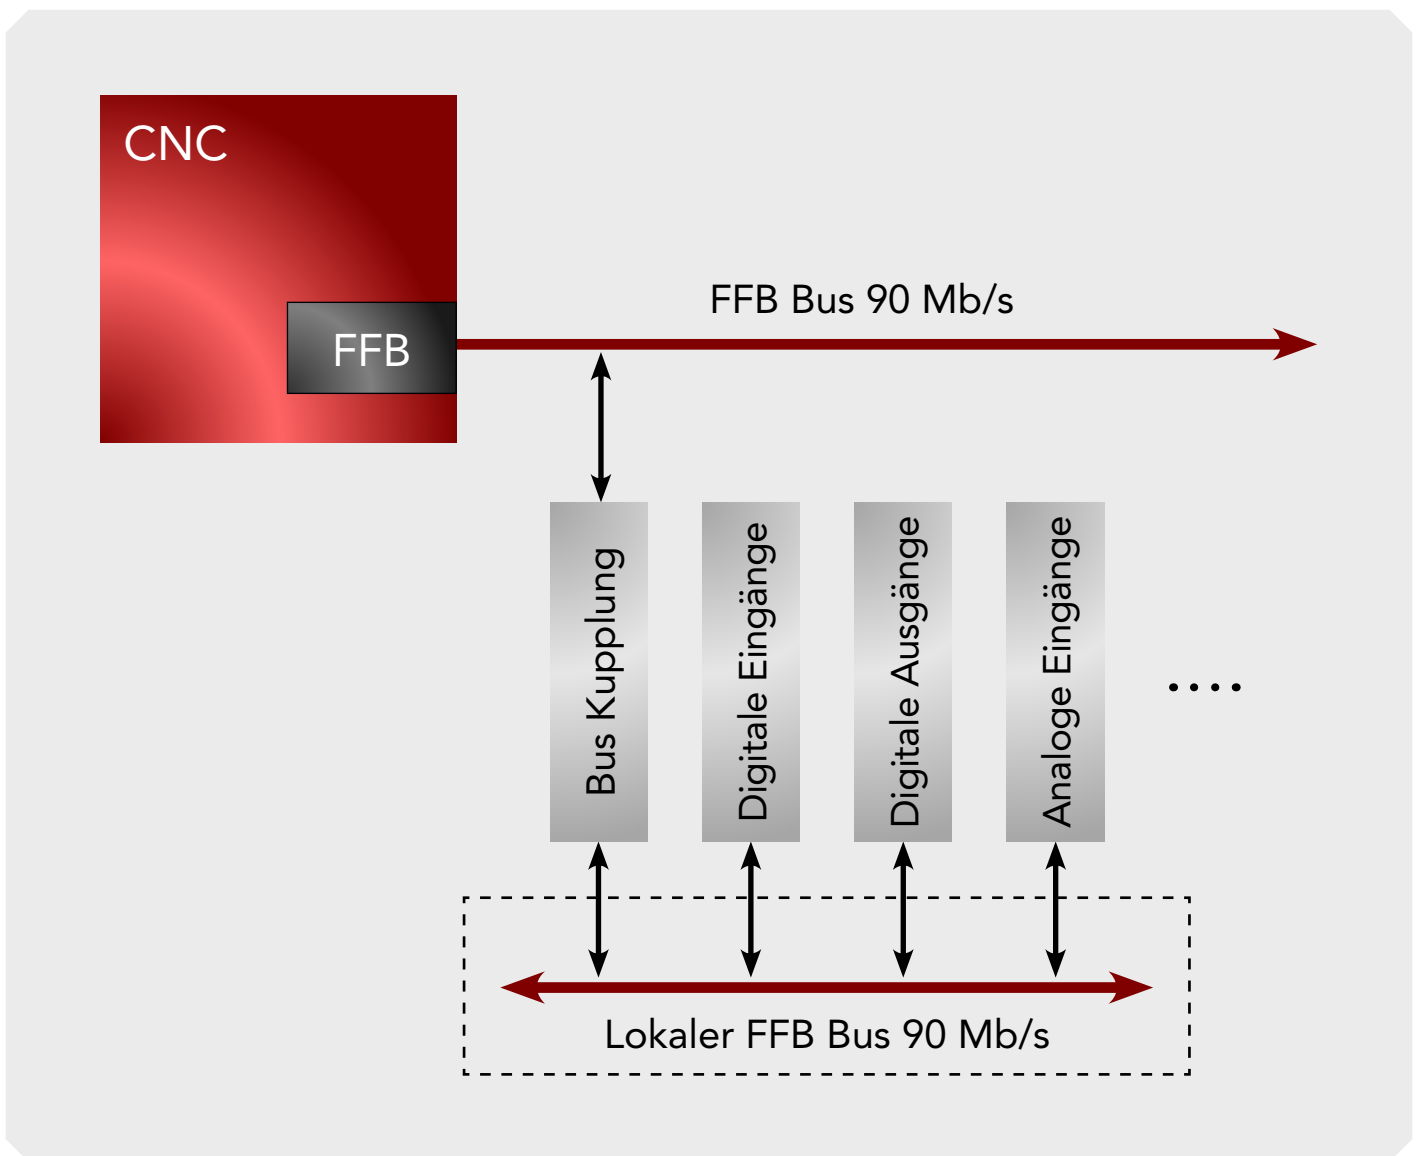 CNC
FFB Bus 90 Mb/s
FFB
Bus Kupplung
Digitale Eingänge
Digitale Ausgänge
Analoge Eingänge
....
Lokaler FFB Bus 90 Mb/s